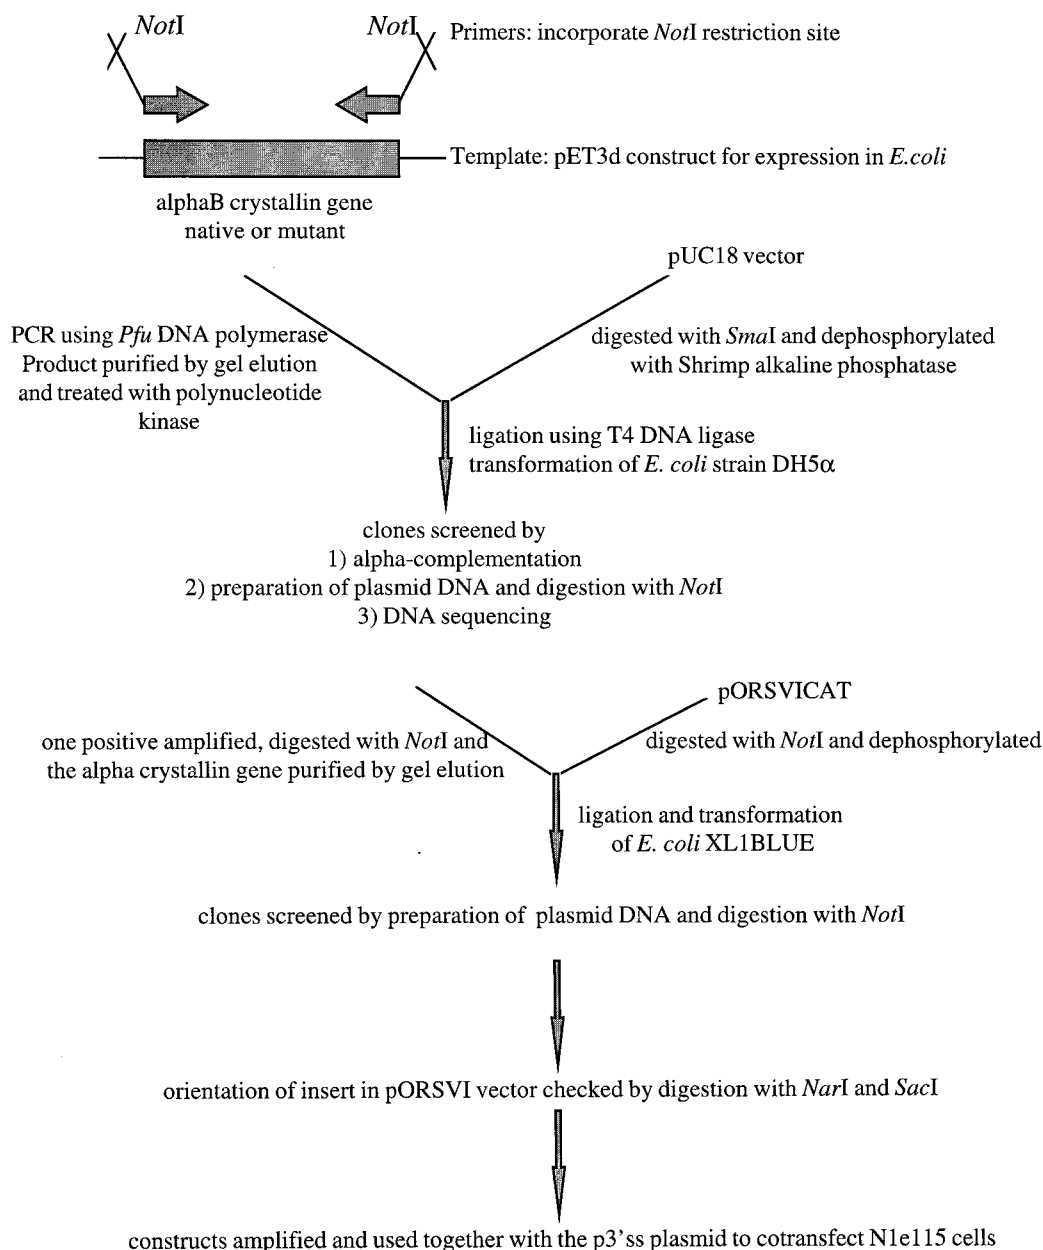 NotI
NotI
Primers: incorporate NotI restriction site
Template: pET3d construct for expression in E.coli
alphaB crystallin gene
native or mutant
pUC18 vector
PCR using Pfu DNA polymerase
Product purified by gel elution
and treated with polynucleotide
kinase
digested with SmaI and dephosphorylated
with Shrimp alkaline phosphatase
ligation using T4 DNA ligase
transformation of E. coli strain DH5α
clones screened by
1) alpha-complementation
2) preparation of plasmid DNA and digestion with NotI
3) DNA sequencing
pORSVICAT
one positive amplified, digested with NotI and
the alpha crystallin gene purified by gel elution
digested with NotI and dephosphorylated
ligation and transformation
of E. coli XL1BLUE
clones screened by preparation of plasmid DNA and digestion with NotI
orientation of insert in pORSVI vector checked by digestion with NarI and SacI
constructs amplified and used together with the p3'ss plasmid to cotransfect N1e115 cells